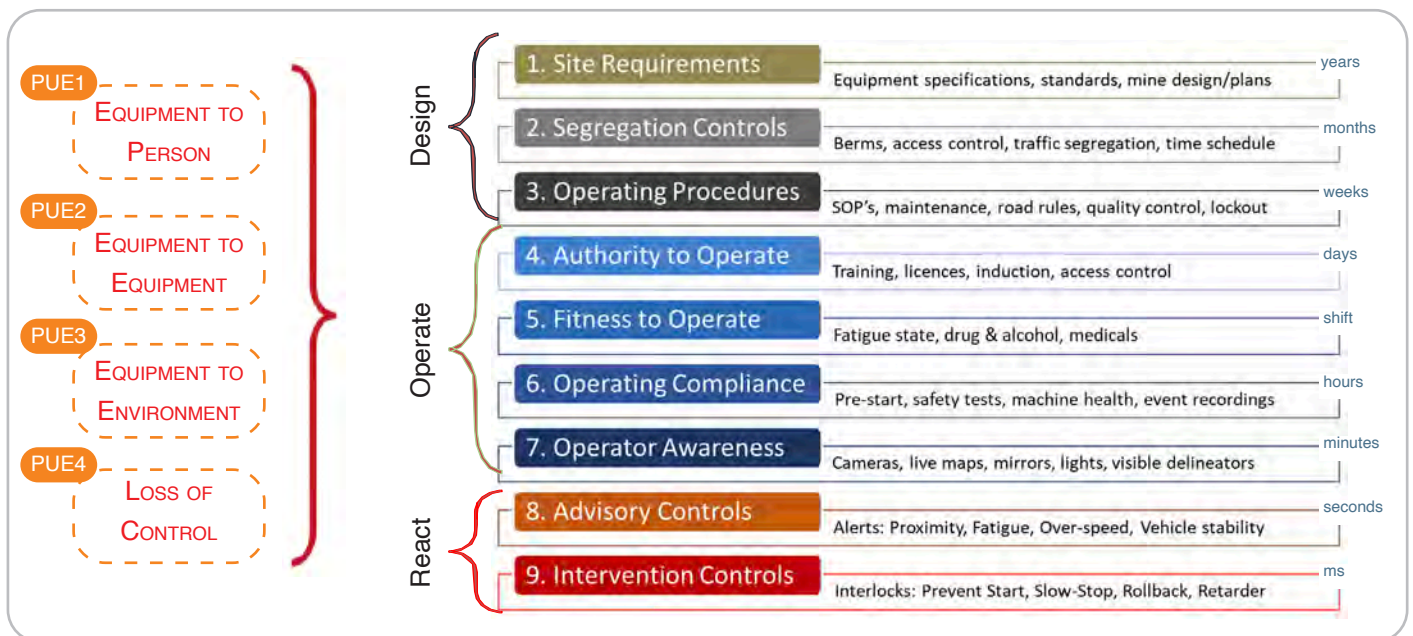 PUE1
EQUIPMENT TO
PERSON
PUE2
EQUIPMENT TO
EQUIPMENT
PUE3
EQUIPMENT TO
ENVIRONMENT
PUE4
LOSS OF
CONTROL
Design
1. Site Requirements
years
Equipment specifications, standards, mine design/plans
2. Segregation Controls
months
Berms, access control, traffic segregation, time schedule
3. Operating Procedures
weeks
SOP's, maintenance, road rules, quality control, lockout
Operate
4. Authority to Operate
days
Training, licences, induction, access control
5. Fitness to Operate
shift
Fatigue state, drug & alcohol, medicals
6. Operating Compliance
hours
Pre-start, safety tests, machine health, event recordings
7. Operator Awareness
minutes
Cameras, live maps, mirrors, lights, visible delineators
React
8. Advisory Controls
seconds
Alerts: Proximity, Fatigue, Over-speed, Vehicle stability
9. Intervention Controls
ms
Interlocks: Prevent Start, Slow-Stop, Rollback, Retarder